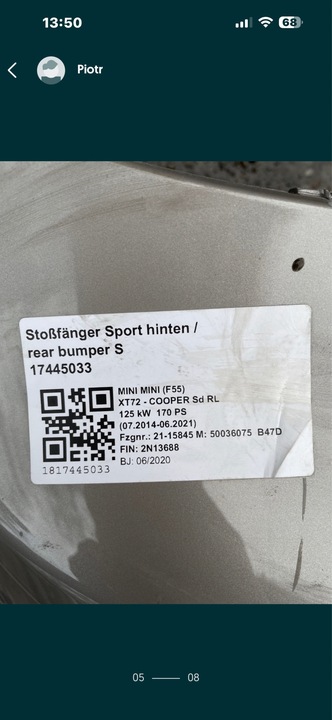 13:50
68
Piotr
Stoßfänger Sport hinten /
rear bumper S
17445033
MINI MINI (F55)
XT72 - COOPER Sd RL
125 kW 170 PS
(07.2014-06.2021)
Fzgnr.: 21-15845 M: 50036075 B47D
FIN: 2N13688
BJ: 06/2020
1817445033
05 08